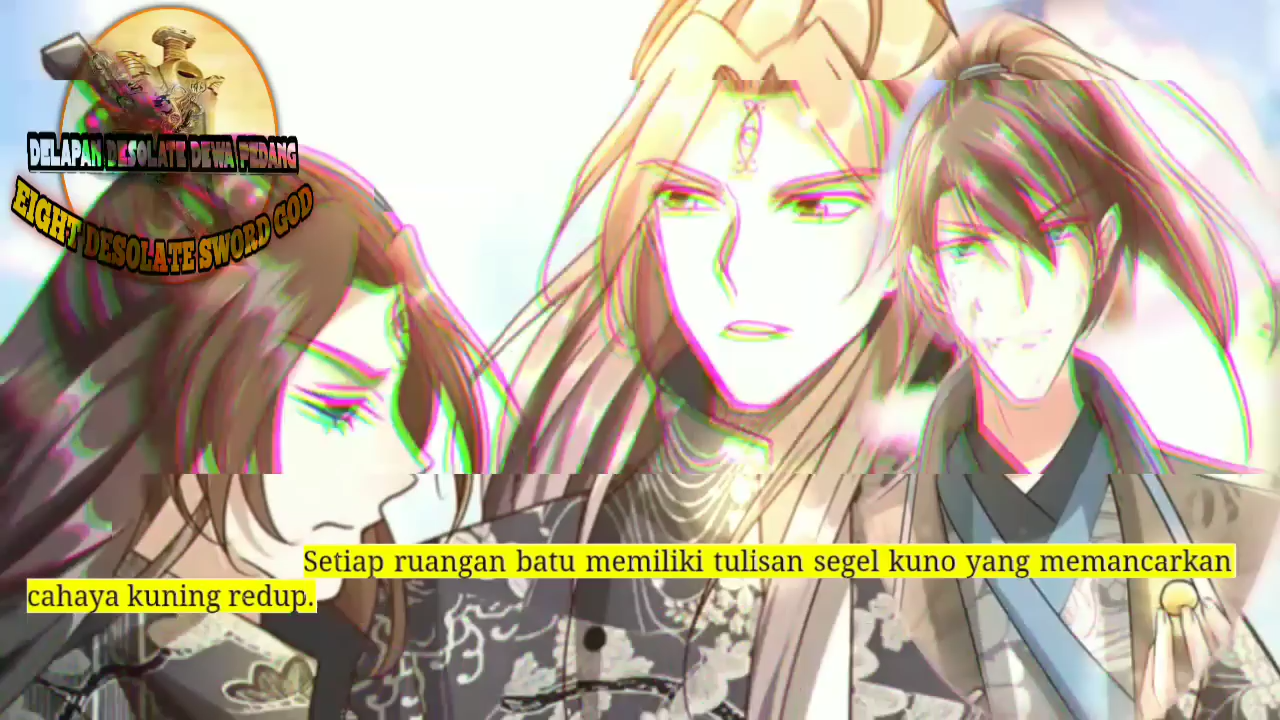 DELAPAN DESOLATE DEWA PEDANG
EIGHT DESOLATE SWORD GOD
Setiap ruangan batu memiliki tulisan segel kuno yang memancarkan
cahaya kuning redup.